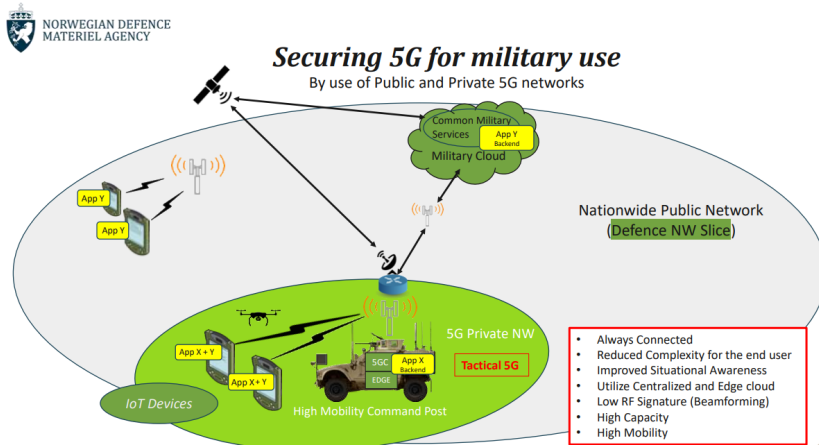 NORWEGIAN DEFENCE
MATERIEL AGENCY
Securing 5G for military use
By use of Public and Private 5G networks
Common Military
Services
App Y
Backend
Military Cloud
App Y
App Y
Nationwide Public Network
(Defence NW Slice)
5G Private NW
App X + Y
App X+ Y
5GC
EDGE
App X
Backend
Tactical 5G
IoT Devices
High Mobility Command Post
• Always Connected
• Reduced Complexity for the end user
• Improved Situational Awareness
• Utilize Centralized and Edge cloud
• Low RF Signature (Beamforming)
• High Capacity
• High Mobility